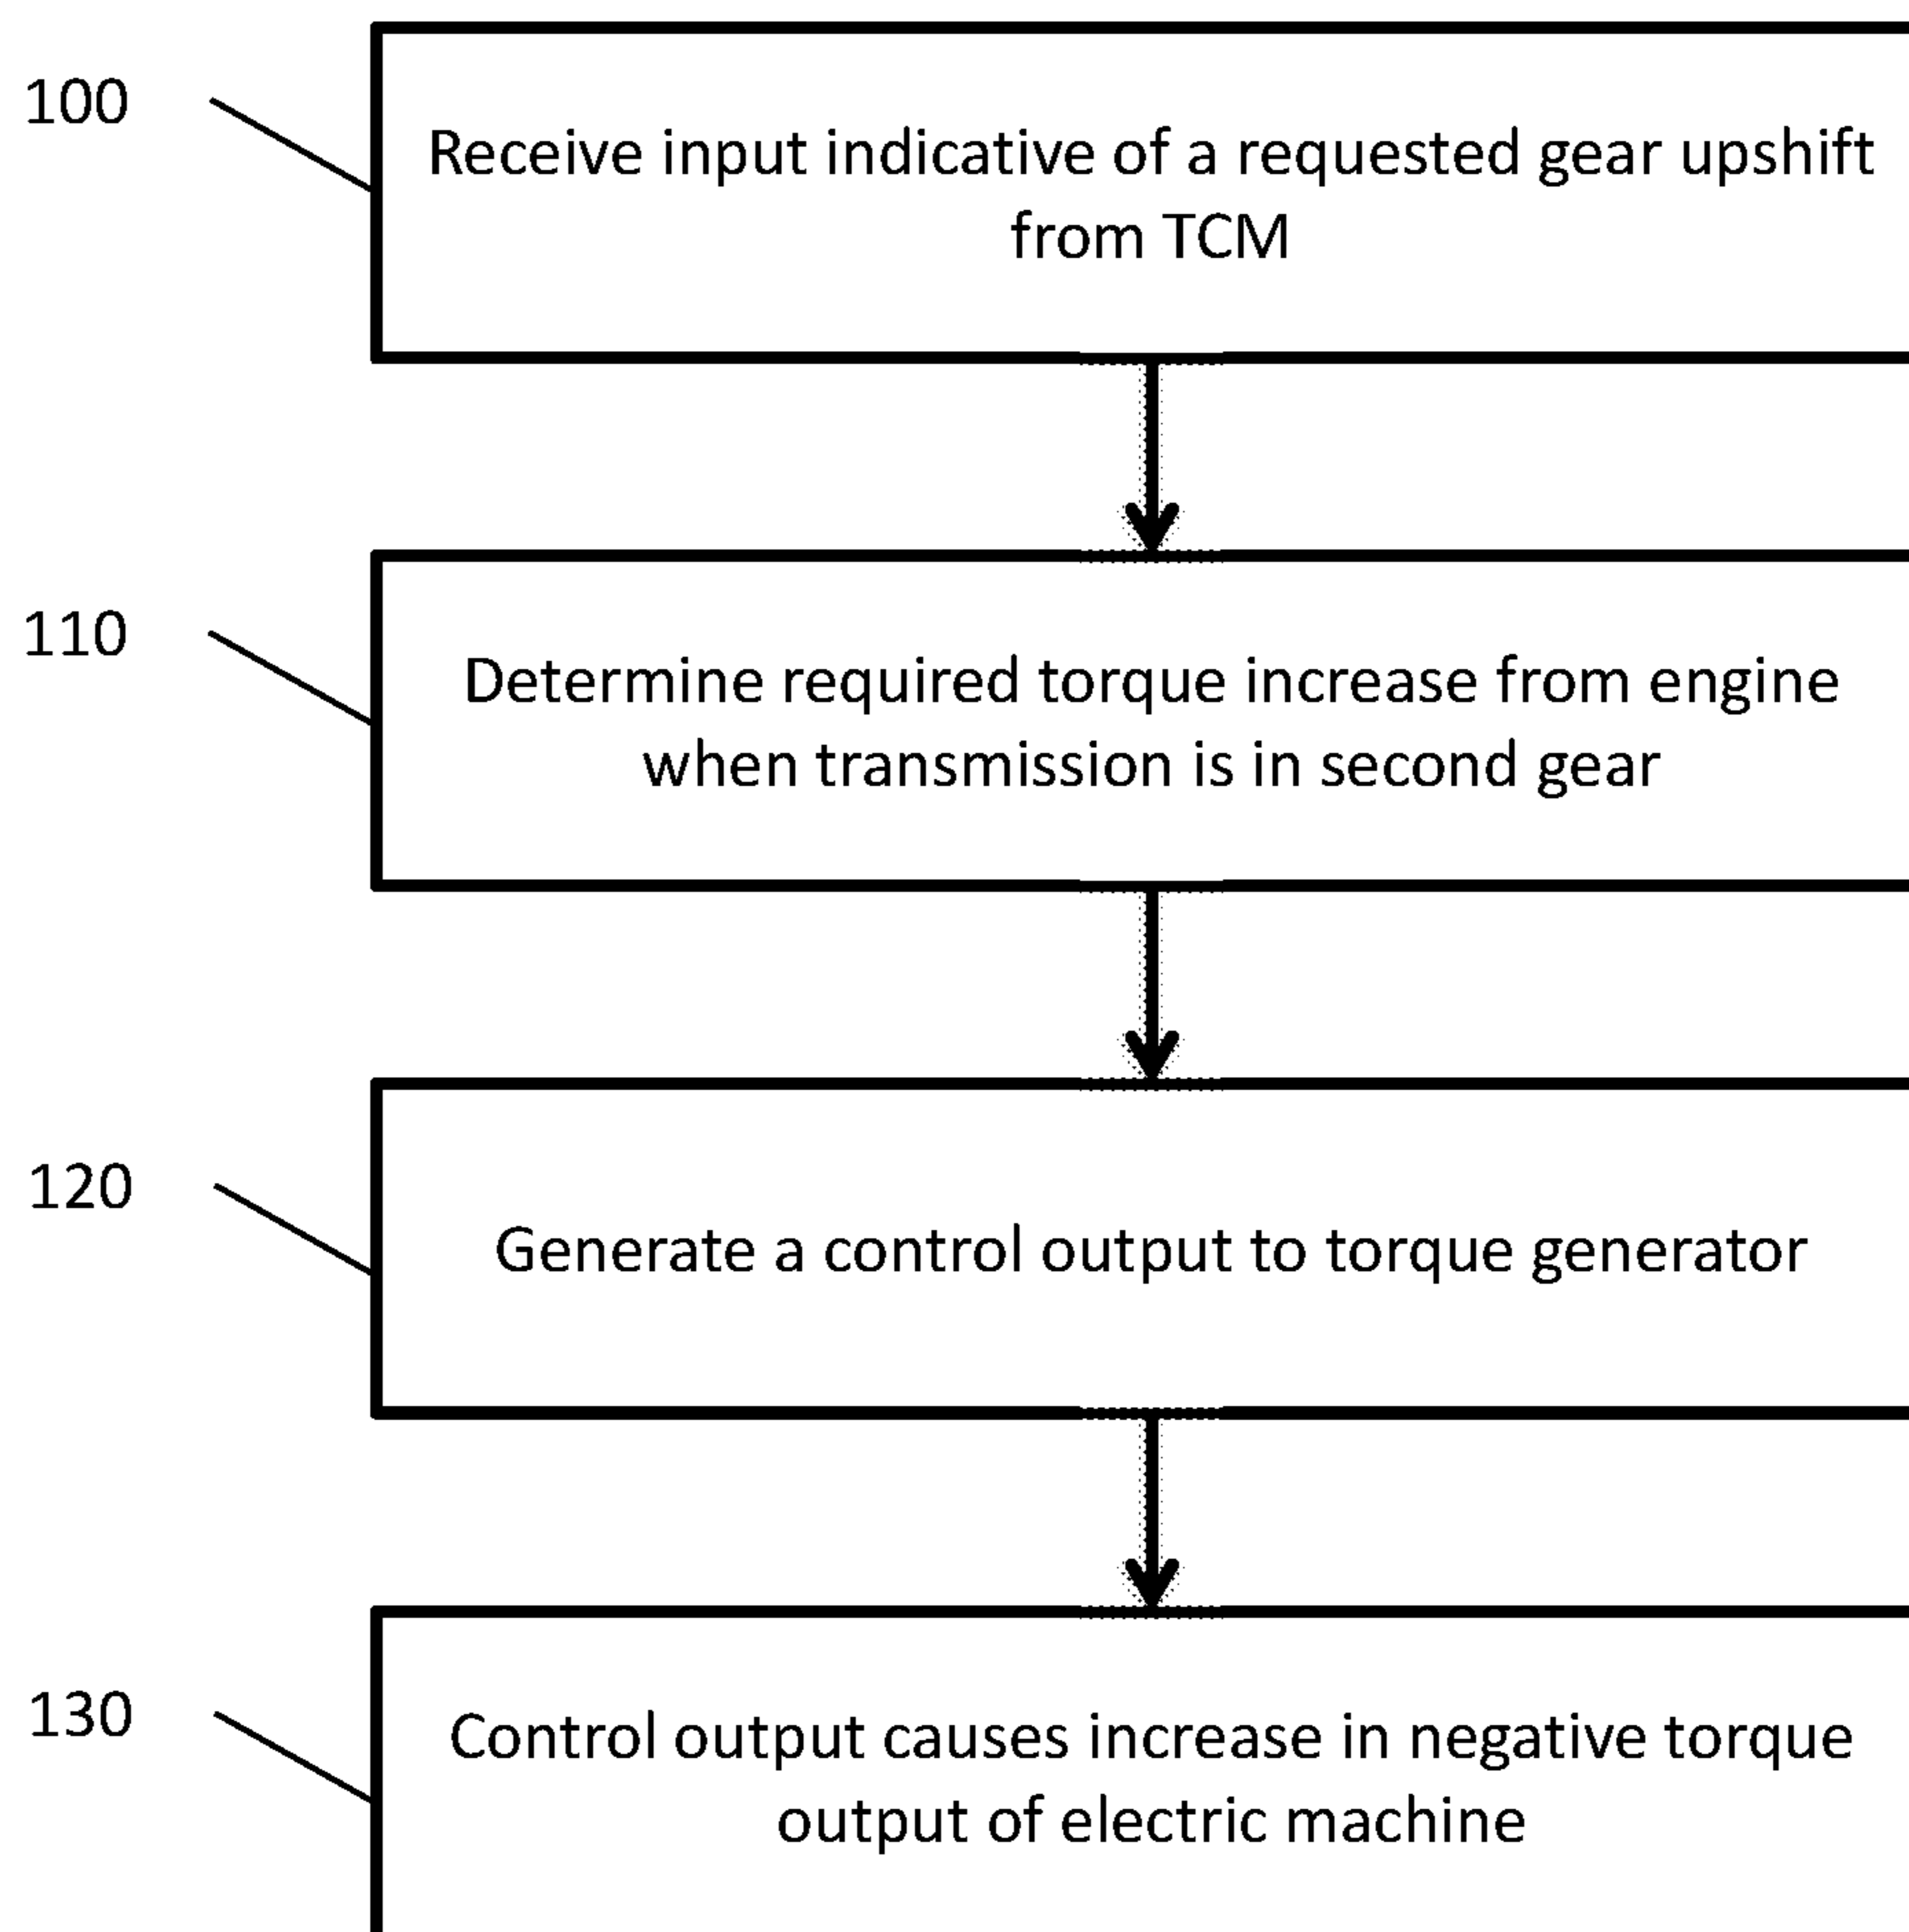 100
Receive input indicative of a requested gear upshift
from TCM
110
Determine required torque increase from engine
when transmission is in second gear
120
Generate a control output to torque generator
130
Control output causes increase in negative torque
output of electric machine